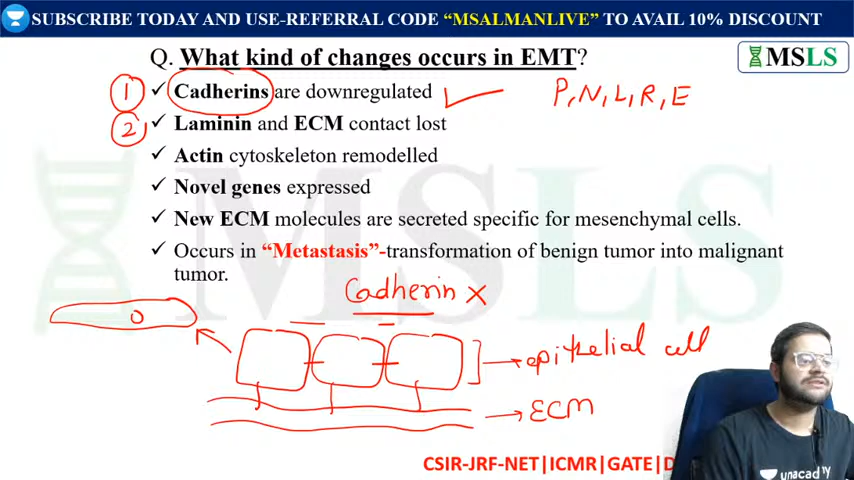 SUBSCRIBE TODAY AND USE-REFERRAL CODE “MSALMANLIVE” TO AVAIL 10% DISCOUNT
Q. What kind of changes occurs in EMT?
MSLS
1 ✓ Cadherins are downregulated ✓ P, N, L, R, E
2 ✓ Laminin and ECM contact lost
✓ Actin cytoskeleton remodelled
✓ Novel genes expressed
✓ New ECM molecules are secreted specific for mesenchymal cells.
✓ Occurs in “Metastasis”-transformation of benign tumor into malignant
tumor.
Cadherin X
epithelial cell
ECM
CSIR-JRF-NET|ICMR|GATE|D
unacademy
MSLS